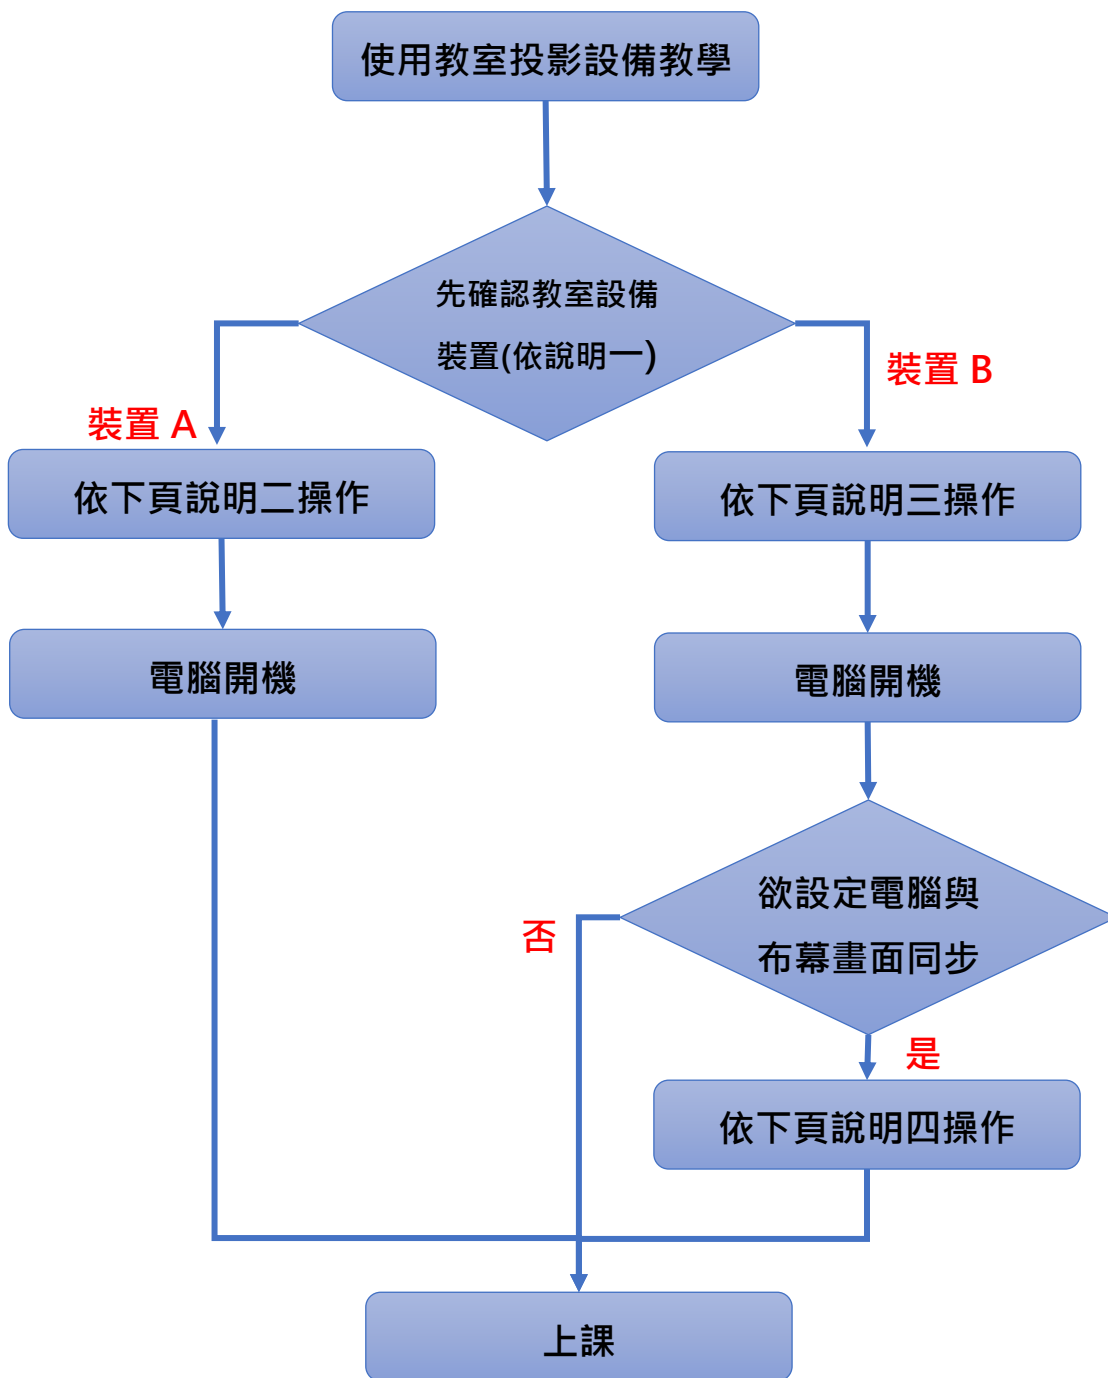 使用教室投影設備教學
先確認教室設備
裝置(依說明一)
裝置 A
裝置 B
依下頁說明二操作
依下頁說明三操作
電腦開機
電腦開機
欲設定電腦與
布幕畫面同步
否
是
依下頁說明四操作
上課